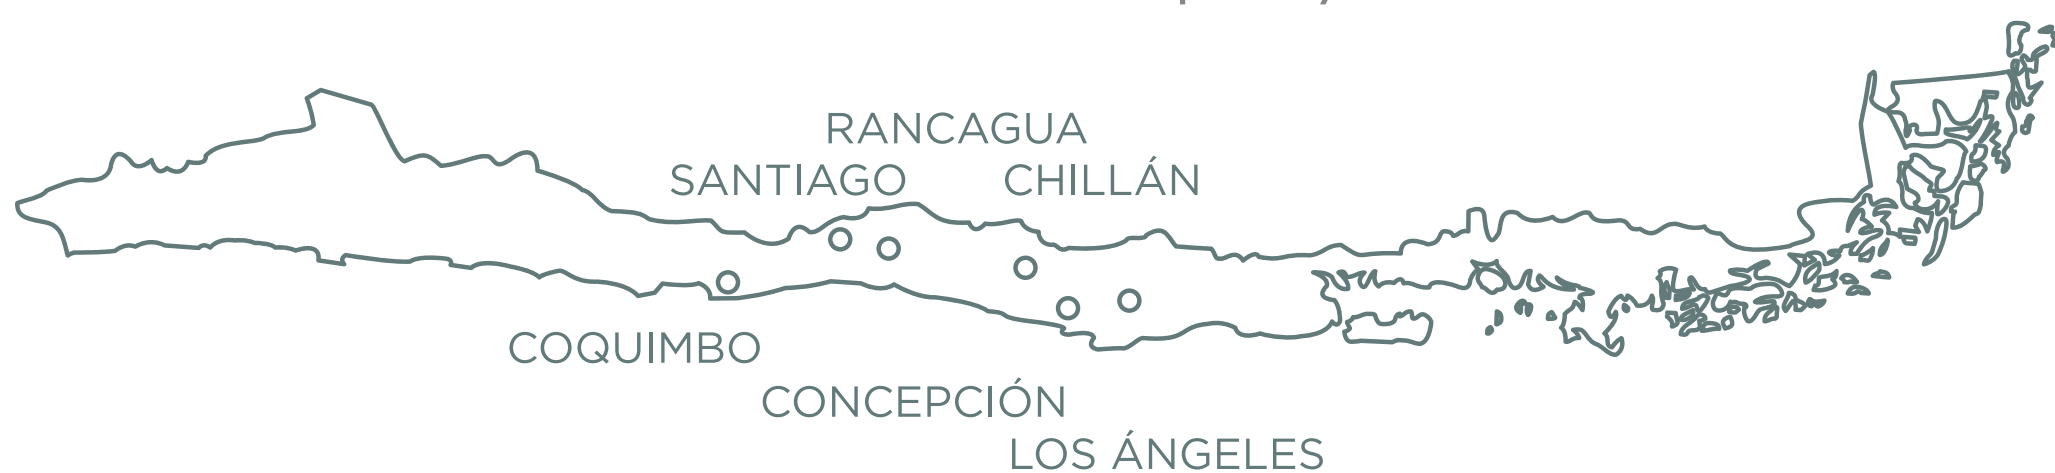 RANCAGUA
SANTIAGO
CHILLÁN
COQUIMBO
CONCEPCIÓN
LOS ÁNGELES